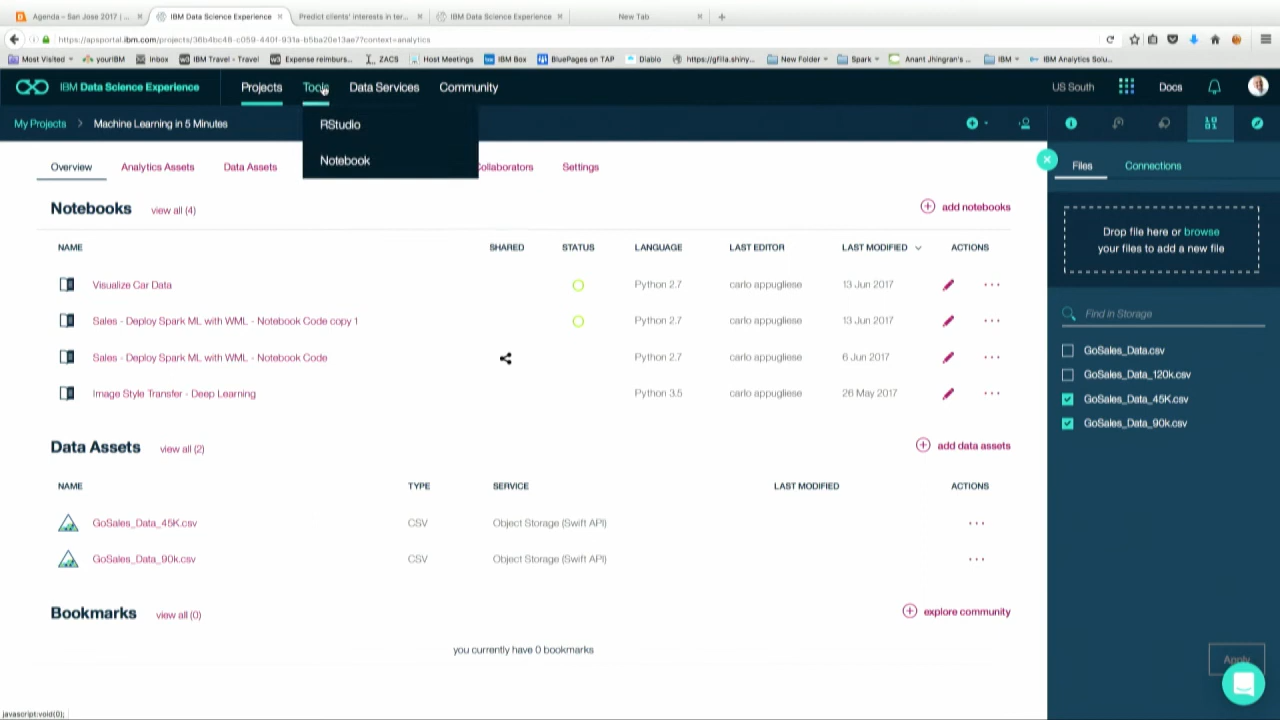 Agenda – San Jose 2017 | ...
IBM Data Science Experience
Predict clients' interests in ter...
IBM Data Science Experience
New Tab
https://apsportal.ibm.com/projects/36b4bc48-c059-440f-931a-b5ba20e13ae7?context=analytics
Most Visited
yourIBM
Inbox
IBM Travel - Travel
Expense reimburs...
ZACS
Host Meetings
IBM Box
BluePages on TAP
Diablo
https://gfilla.shiny...
New Folder
Spark
Anant Jhingran's...
IBM
IBM Analytics Solu...
IBM Data Science Experience
Projects
Tools
Data Services
Community
US South
Docs
My Projects > Machine Learning in 5 Minutes
RStudio
Notebook
Overview
Analytics Assets
Data Assets
Collaborators
Settings
Files
Connections
Notebooks view all (4)
add notebooks
NAME SHARED STATUS LANGUAGE LAST EDITOR LAST MODIFIED ACTIONS
Visualize Car Data Python 2.7 carlo appugliese 13 Jun 2017
Sales - Deploy Spark ML with WML - Notebook Code copy 1 Python 2.7 carlo appugliese 13 Jun 2017
Sales - Deploy Spark ML with WML - Notebook Code Python 2.7 carlo appugliese 6 Jun 2017
Image Style Transfer - Deep Learning Python 3.5 carlo appugliese 26 May 2017
Data Assets view all (2)
add data assets
NAME TYPE SERVICE LAST MODIFIED ACTIONS
GoSales_Data_45K.csv CSV Object Storage (Swift API)
GoSales_Data_90k.csv CSV Object Storage (Swift API)
Bookmarks view all (0)
explore community
you currently have 0 bookmarks
Drop file here or browse
your files to add a new file
Find in Storage
GoSales_Data.csv
GoSales_Data_120k.csv
GoSales_Data_45K.csv
GoSales_Data_90k.csv
Apply
javascript:void(0);